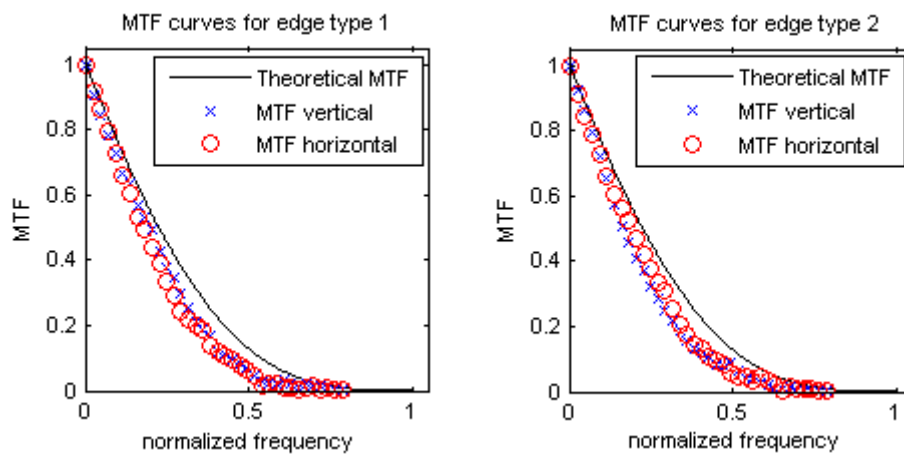 MTF curves for edge type 1
1
0.8
0.6
0.4
0.2
0
MTF
Theoretical MTF
MTF vertical
MTF horizontal
0
0.5
1
normalized frequency
MTF curves for edge type 2
1
0.8
0.6
0.4
0.2
0
MTF
Theoretical MTF
MTF vertical
MTF horizontal
0
0.5
1
normalized frequency